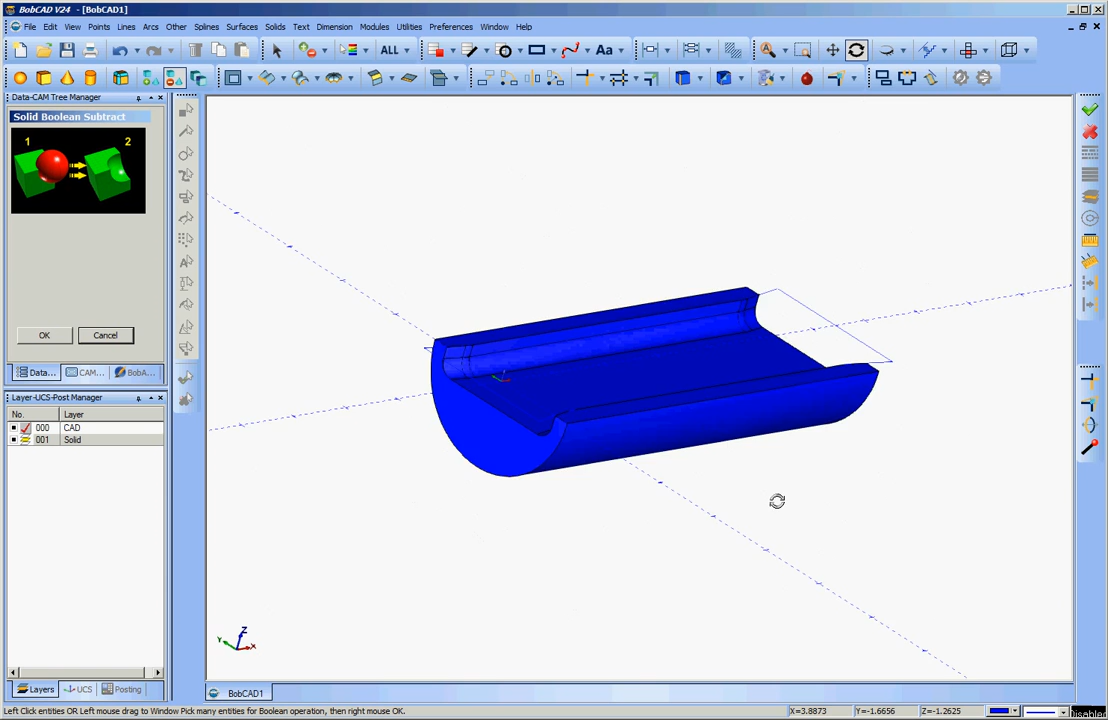 BobCAD V24 - [BobCAD1]
File Edit View Points Lines Arcs Other Splines Surfaces Solids Text Dimension Modules Utilities Preferences Window Help
ALL Aa
Data-CAM Tree Manager
Solid Boolean Subtract
1 2
OK Cancel
Data... CAM... BobA...
Layer-UCS-Post Manager
No. Layer
000 CAD
001 Solid
Z
Y X
Layers UCS Posting
BobCAD1
Left Click entities OR Left mouse drag to Window Pick many entities for Boolean operation, then right mouse OK.
X=3.8873 Y=-1.6656 Z=-1.2625
Disabled